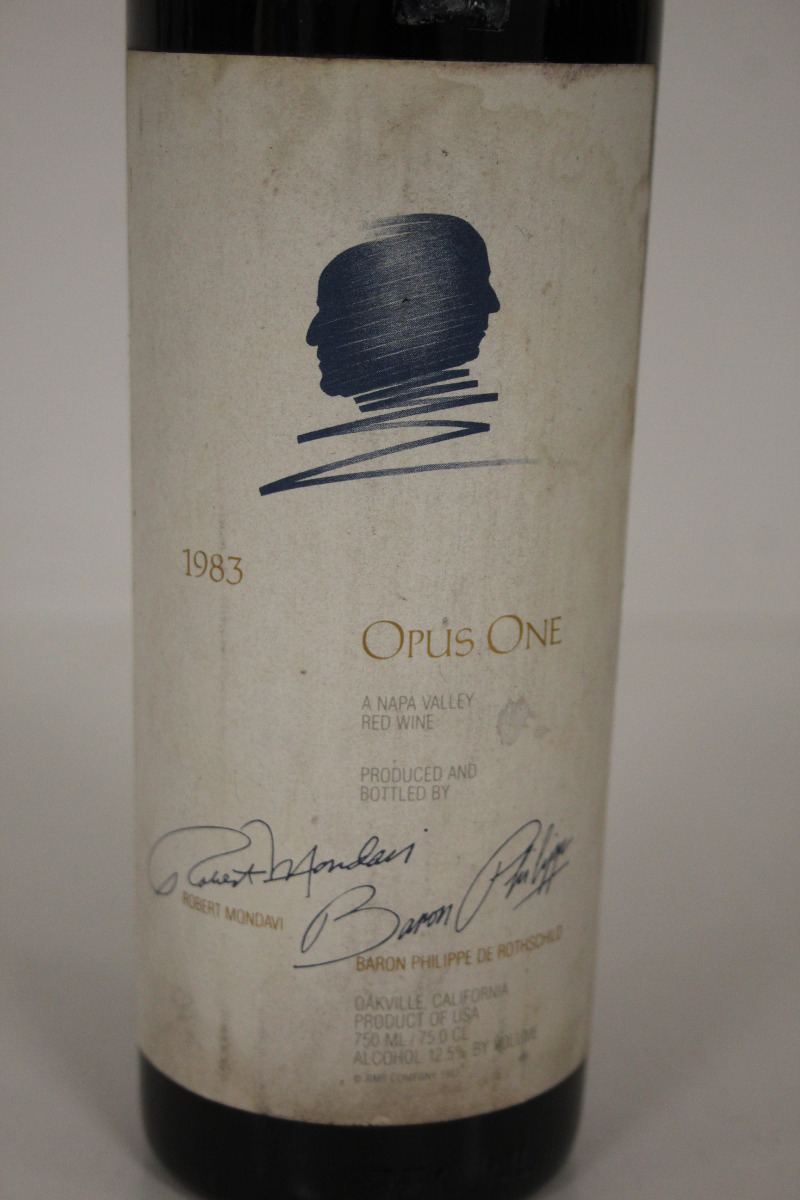 1983
OPUS ONE
A NAPA VALLEY
RED WINE
PRODUCED AND
BOTTLED BY
Robert Mondavi
ROBERT MONDAVI
Baron Philippe
BARON PHILIPPE DE ROTHSCHILD
OAKVILLE, CALIFORNIA
PRODUCT OF USA
750 ML / 75.0 CL
ALCOHOL 12.5% BY VOLUME
COMPANY